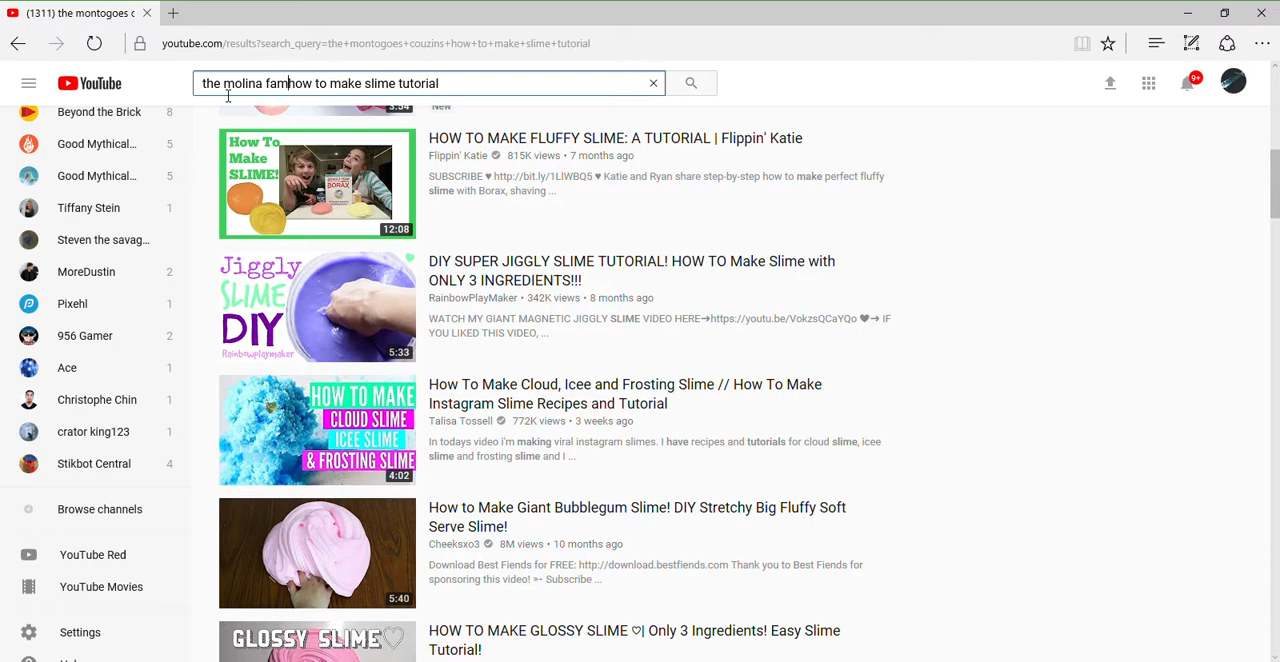 (1311) the montogoes c
youtube.com/results?search_query=the+montogoes+couzins+how+to+make+slime+tutorial
YouTube
the molina famhow to make slime tutorial
9+
Beyond the Brick 8
Good Mythical... 5
Good Mythical... 5
Tiffany Stein 1
Steven the savag...
MoreDustin 2
Pixehl 1
956 Gamer 2
Ace 1
Christophe Chin 1
crator king123 1
Stikbot Central 4
Browse channels
YouTube Red
YouTube Movies
Settings
3:54
New
How To
Make
SLIME!
BORAX
12:08
HOW TO MAKE FLUFFY SLIME: A TUTORIAL | Flippin' Katie
Flippin' Katie 815K views • 7 months ago
SUBSCRIBE ♥ http://bit.ly/1LlWBQ5 ♥ Katie and Ryan share step-by-step how to make perfect fluffy
slime with Borax, shaving ...
Jiggly
SLIME
DIY
Rainbowplaymaker
5:33
DIY SUPER JIGGLY SLIME TUTORIAL! HOW TO Make Slime with
ONLY 3 INGREDIENTS!!!
RainbowPlayMaker • 342K views • 8 months ago
WATCH MY GIANT MAGNETIC JIGGLY SLIME VIDEO HERE➔https://youtu.be/VokzsQCaYQo ❤➔ IF
YOU LIKED THIS VIDEO, ...
HOW TO MAKE
CLOUD SLIME
ICEE SLIME
& FROSTING SLIME
4:02
How To Make Cloud, Icee and Frosting Slime // How To Make
Instagram Slime Recipes and Tutorial
Talisa Tossell 772K views • 3 weeks ago
In todays video i'm making viral instagram slimes. I have recipes and tutorials for cloud slime, icee
slime and frosting slime and I ...
5:40
How to Make Giant Bubblegum Slime! DIY Stretchy Big Fluffy Soft
Serve Slime!
Cheeksxo3 8M views • 10 months ago
Download Best Fiends for FREE: http://download.bestfiends.com Thank you to Best Fiends for
sponsoring this video! ➳ Subscribe ...
GLOSSY SLIME♡
HOW TO MAKE GLOSSY SLIME ♡| Only 3 Ingredients! Easy Slime
Tutorial!